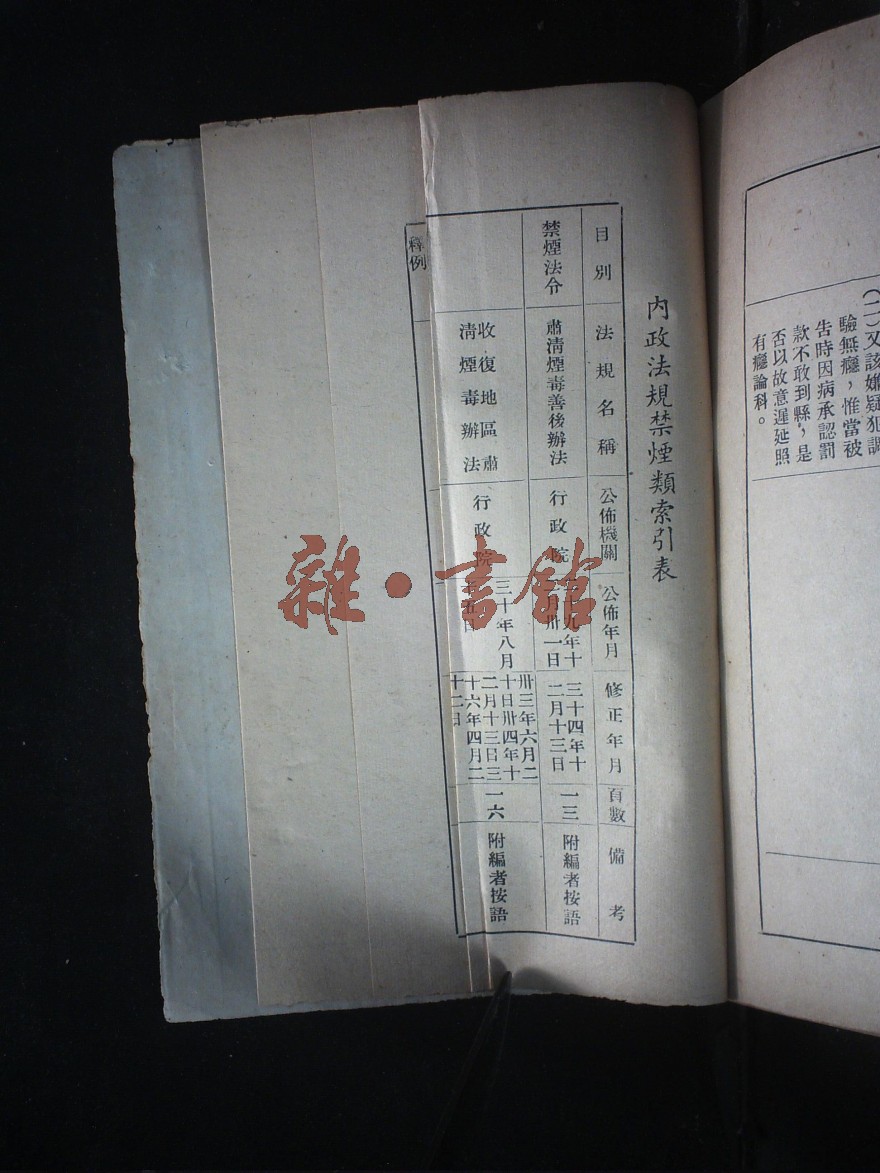 (二)又該嫌疑犯調
驗無癮，惟當被
告時因病承認罰
款不敢到縣，是
否以故意遲延照
有癮論科。
內政法規禁煙類索引表
目別
法規名稱
公佈機關
公佈年月
修正年月
頁數
備考
禁煙法令
肅清煙毒善後辦法
行政院
九年十
月卅一日
三十四年十
二月十三日
一三
附編者按語
收復地區肅
清煙毒辦法
行政院
三十年八月
卅三年六月二
十日卅四年十
二月十三日三
十六年四月二
十二日
一六
附編者按語
釋例
雜·書館